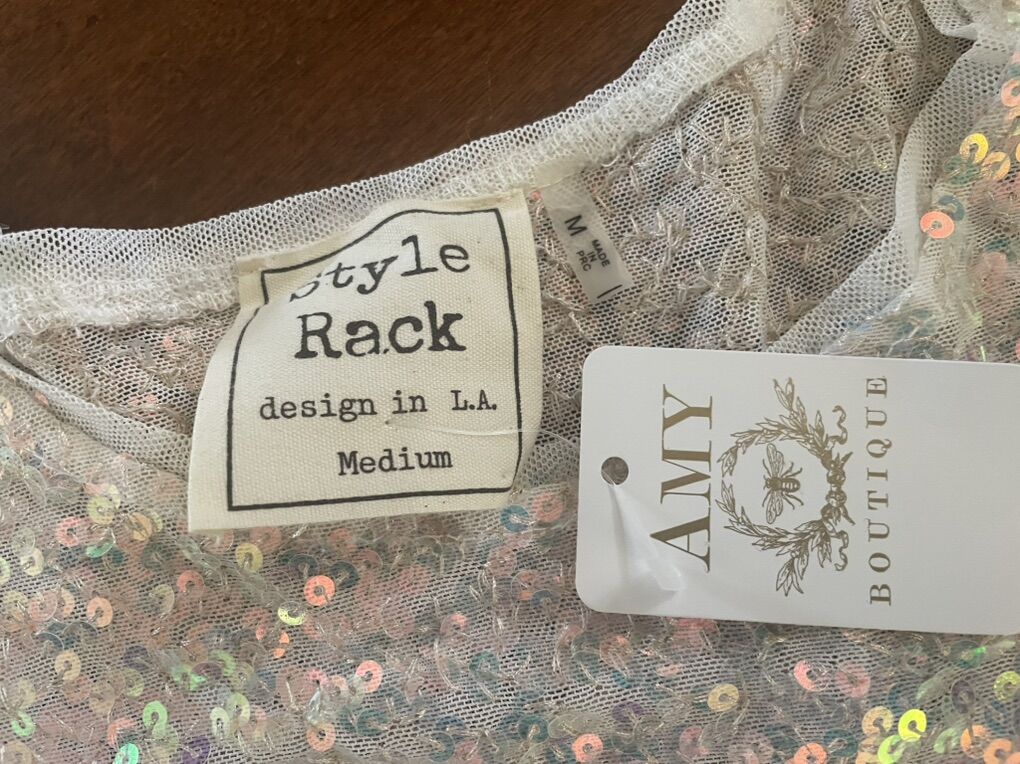 Style
Rack
design in L.A.
Medium
M
MADE
IN
PRC
AMY
BOUTIQUE